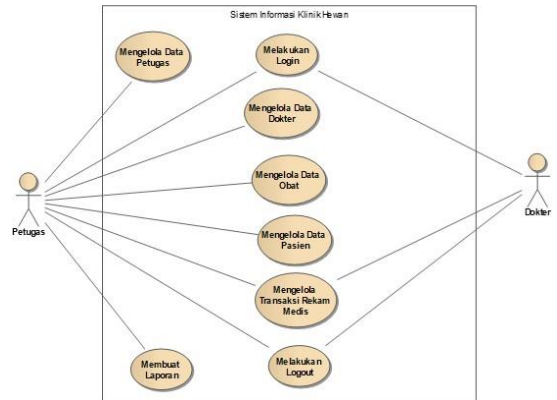 Sistem Informasi Klinik Hewan
Mengelola Data
Petugas
Melakukan
Login
Mengelola Data
Dokter
Mengelola Data
Obat
Petugas
Dokter
Mengelola Data
Pasien
Mengelola
Transaksi Rekam
Medis
Membuat
Laporan
Melakukan
Logout